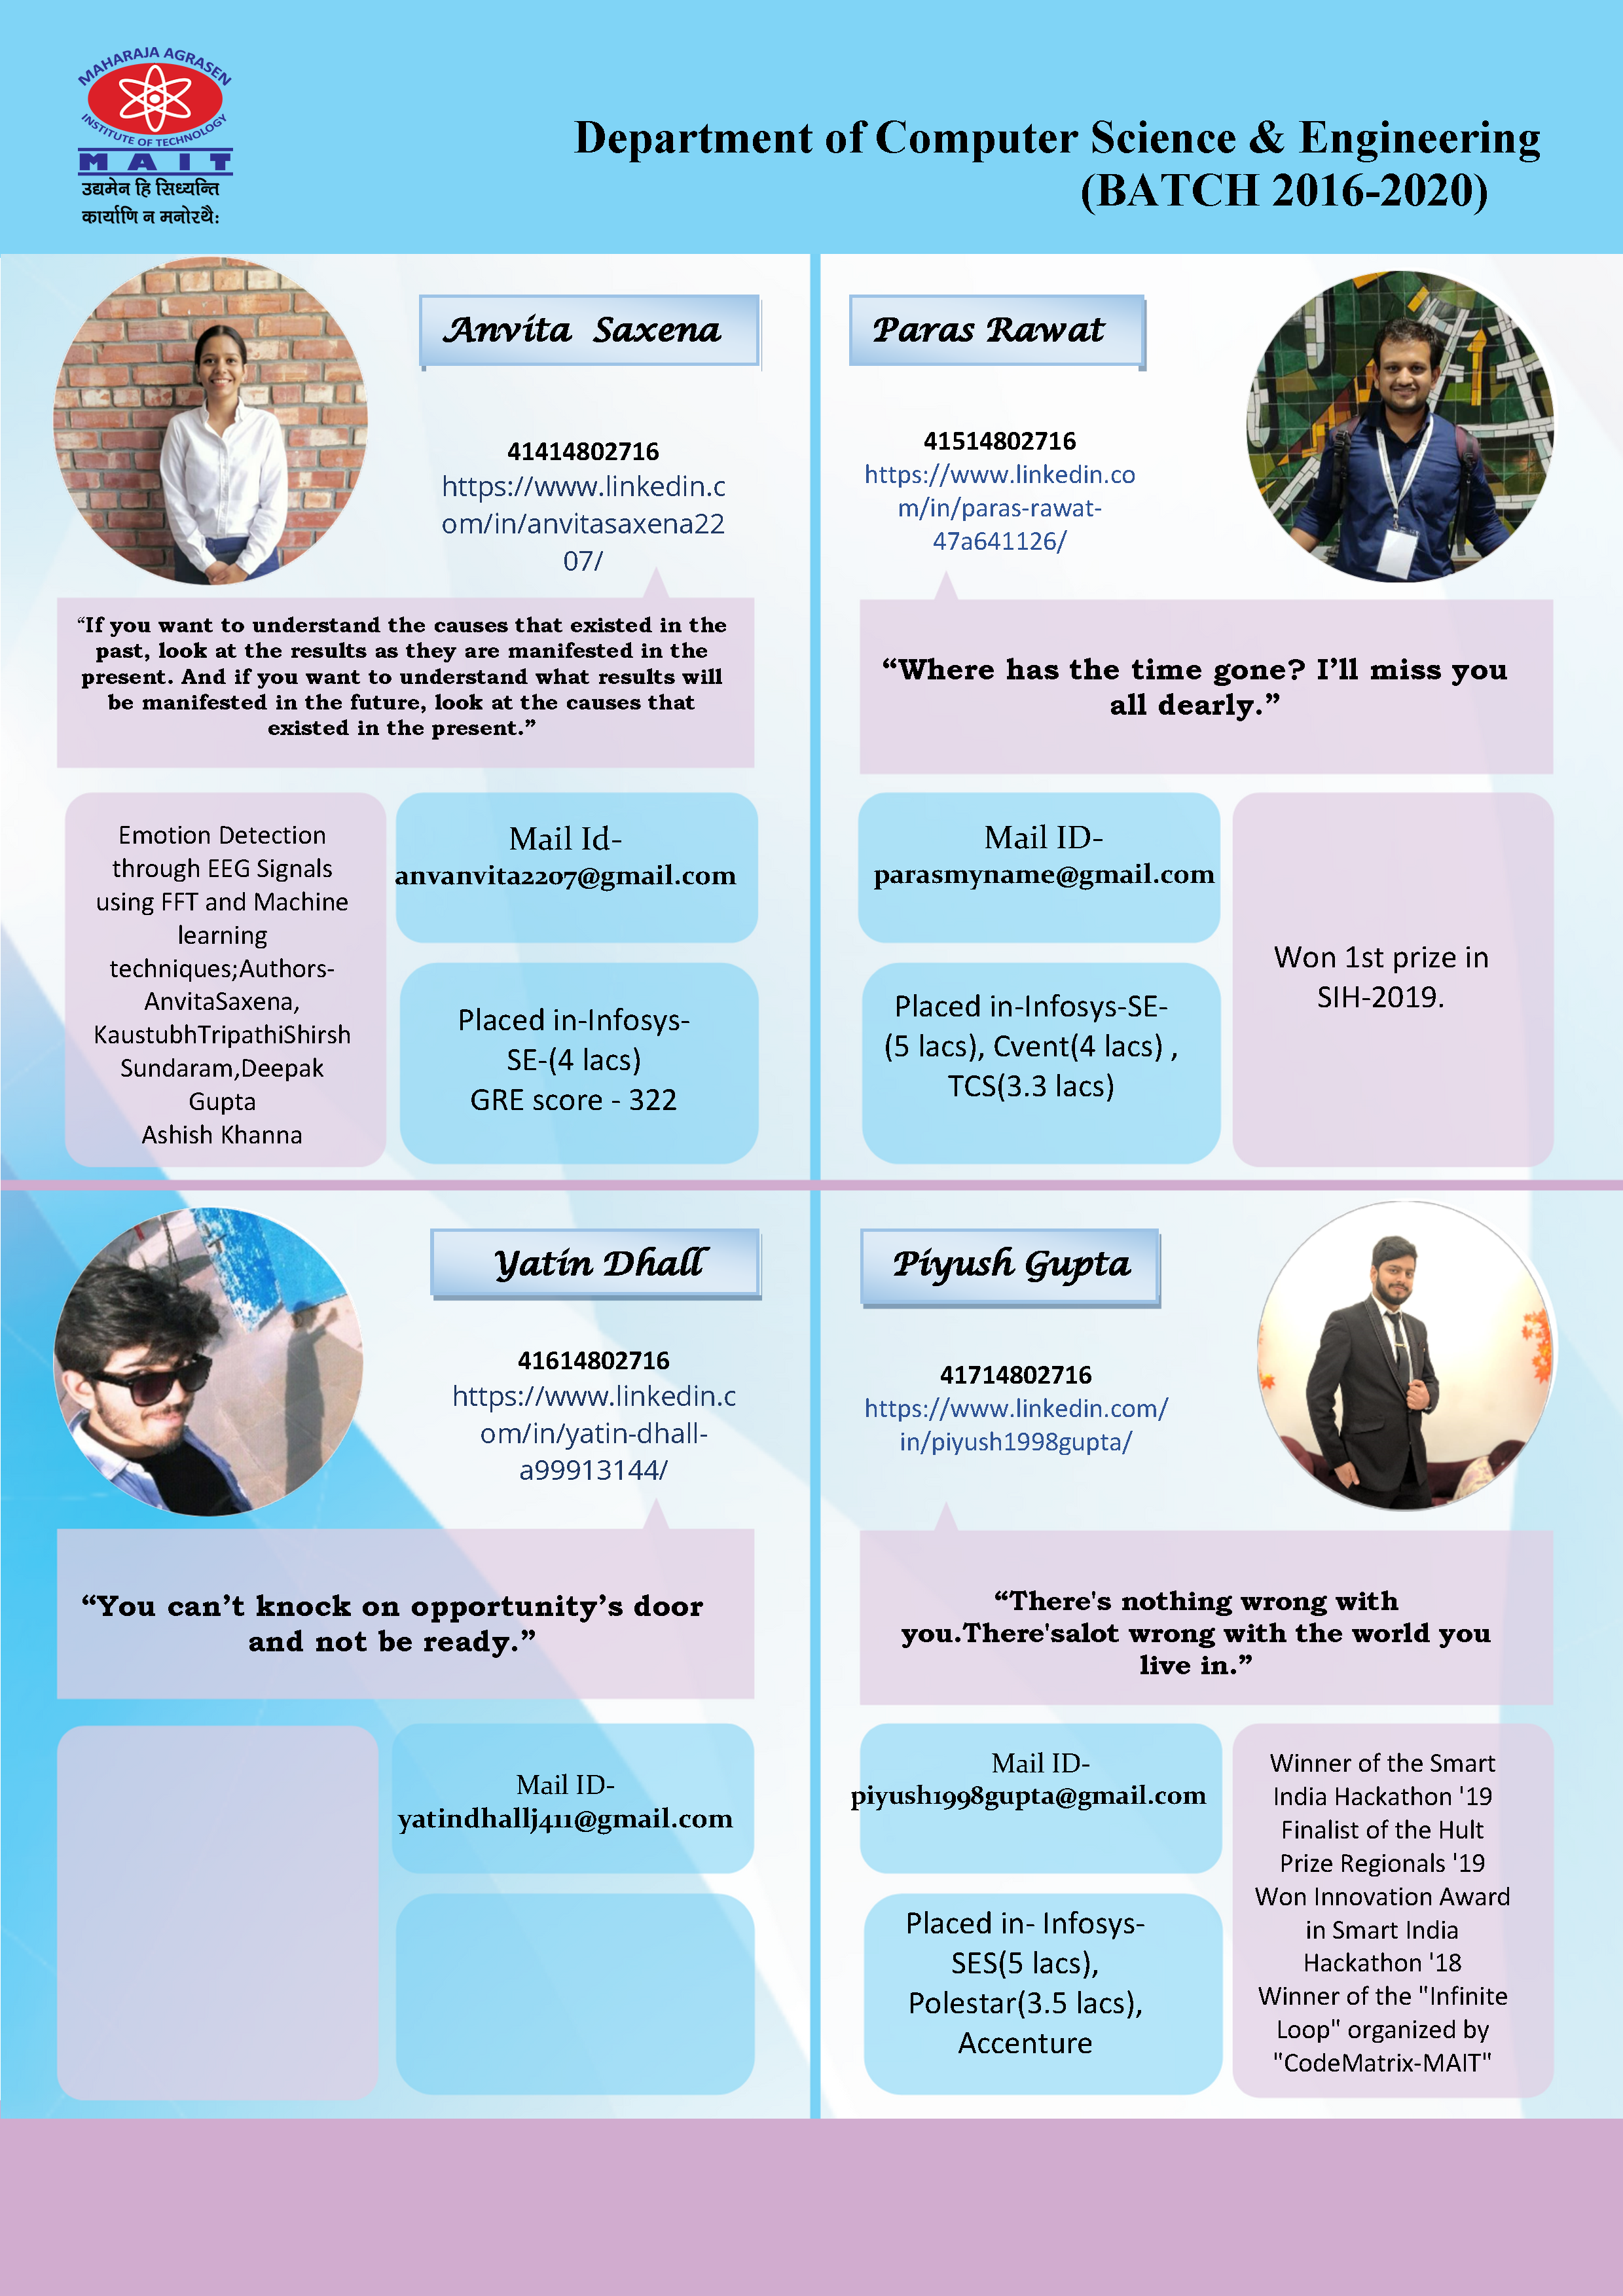 MAHARAJA AGRASEN
INSTITUTE OF TECHNOLOGY
MAIT
उद्यमेन हि सिध्यन्ति
कार्याणि न मनोरथै:
Department of Computer Science & Engineering
(BATCH 2016-2020)
Anvita Saxena
41414802716
https://www.linkedin.c
om/in/anvitasaxena22
07/
“If you want to understand the causes that existed in the
past, look at the results as they are manifested in the
present. And if you want to understand what results will
be manifested in the future, look at the causes that
existed in the present.”
Emotion Detection
through EEG Signals
using FFT and Machine
learning
techniques;Authors-
AnvitaSaxena,
KaustubhTripathiShirsh
Sundaram,Deepak
Gupta
Ashish Khanna
Mail Id-
anvanvita2207@gmail.com
Placed in-Infosys-
SE-(4 lacs)
GRE score - 322
Paras Rawat
41514802716
https://www.linkedin.co
m/in/paras-rawat-
47a641126/
“Where has the time gone? I’ll miss you
all dearly.”
Mail ID-
parasmyname@gmail.com
Placed in-Infosys-SE-
(5 lacs), Cvent(4 lacs) ,
TCS(3.3 lacs)
Won 1st prize in
SIH-2019.
Yatin Dhall
41614802716
https://www.linkedin.c
om/in/yatin-dhall-
a99913144/
“You can’t knock on opportunity’s door
and not be ready.”
Mail ID-
yatindhallj411@gmail.com
Piyush Gupta
41714802716
https://www.linkedin.com/
in/piyush1998gupta/
“There's nothing wrong with
you.There'salot wrong with the world you
live in.”
Mail ID-
piyush1998gupta@gmail.com
Placed in- Infosys-
SES(5 lacs),
Polestar(3.5 lacs),
Accenture
Winner of the Smart
India Hackathon '19
Finalist of the Hult
Prize Regionals '19
Won Innovation Award
in Smart India
Hackathon '18
Winner of the "Infinite
Loop" organized by
"CodeMatrix-MAIT"